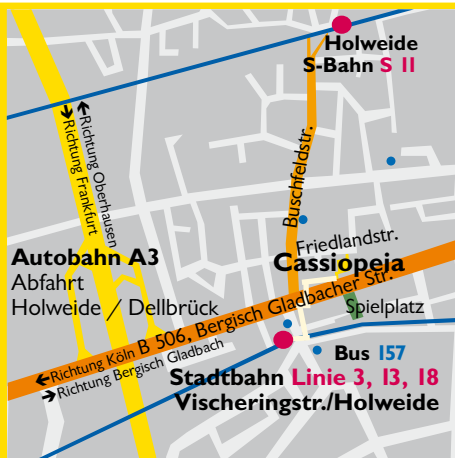 Holweide
S-Bahn S 11
←Richtung Oberhausen
→Richtung Frankfurt
Buschfeldstr.
Friedlandstr.
Autobahn A3
Abfahrt
Holweide / Dellbrück
Cassiopeja
B 506, Bergisch Gladbacher Str.
Spielplatz
←Richtung Köln
→Richtung Bergisch Gladbach
Bus 157
Stadtbahn Linie 3, 13, 18
Vischeringstr./Holweide